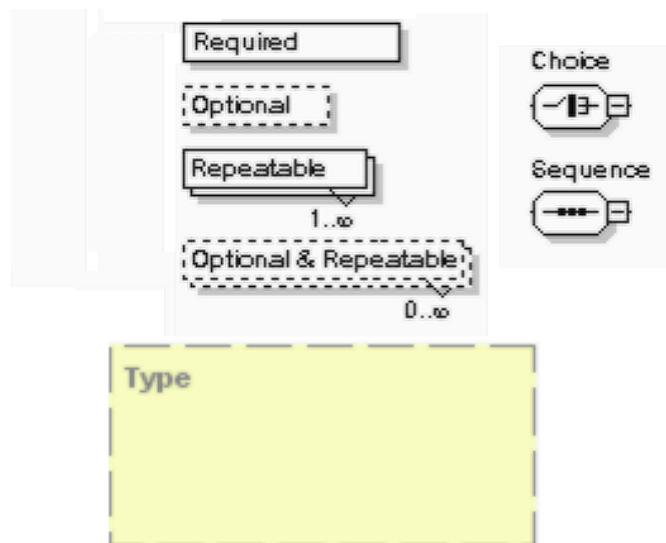 Required
Choice
Optional
Repeatable
Sequence
1..∞
Optional & Repeatable
0..∞
Type